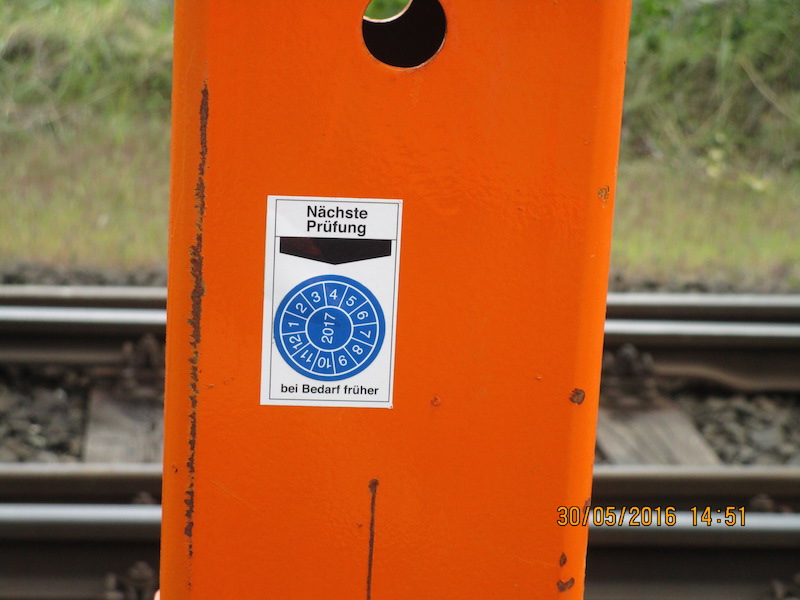 Nächste
Prüfung
1 2 3 4 5 6 7 8 9 10 11 12
2017
bei Bedarf früher
30/05/2016 14:51